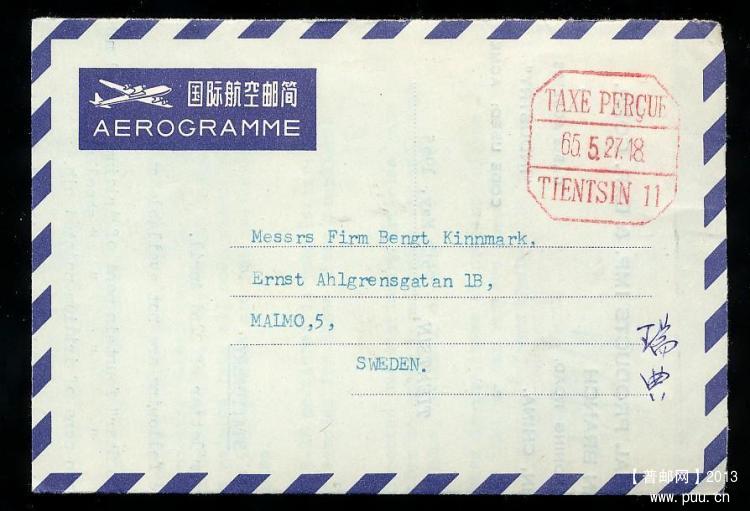 国际航空邮简
AEROGRAMME
TAXE PERÇUE
65.5.27.18
TIENTSIN 11
Messrs Firm Bengt Kinnmark,
Ernst Ahlgrensgatan 1B,
MAlMO,5,
SWEDEN.
瑞
典
【普邮网】2013
www.puu.cn